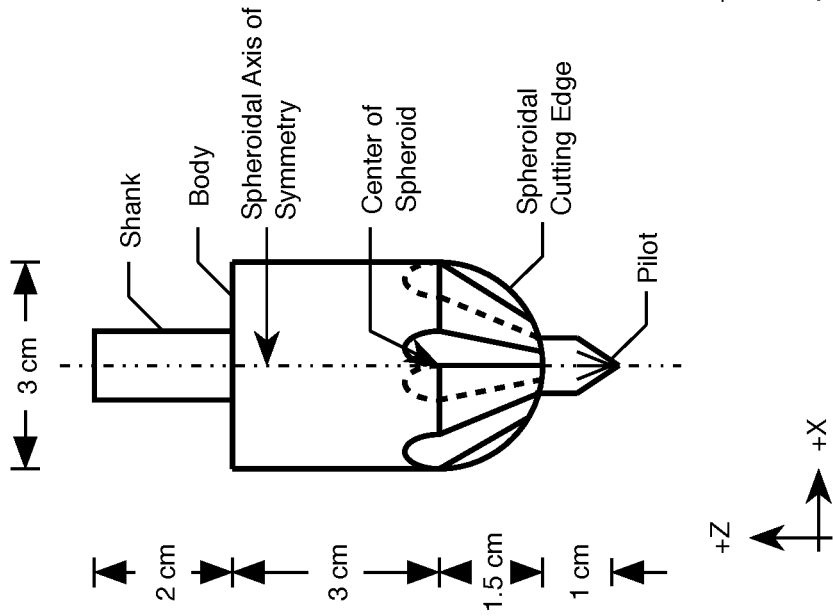 3 cm
Shank
Body
Spheroidal Axis of
Symmetry
Center of
Spheroid
Spheroidal
Cutting Edge
Pilot
2 cm
3 cm
1.5 cm
1 cm
+Z
+X